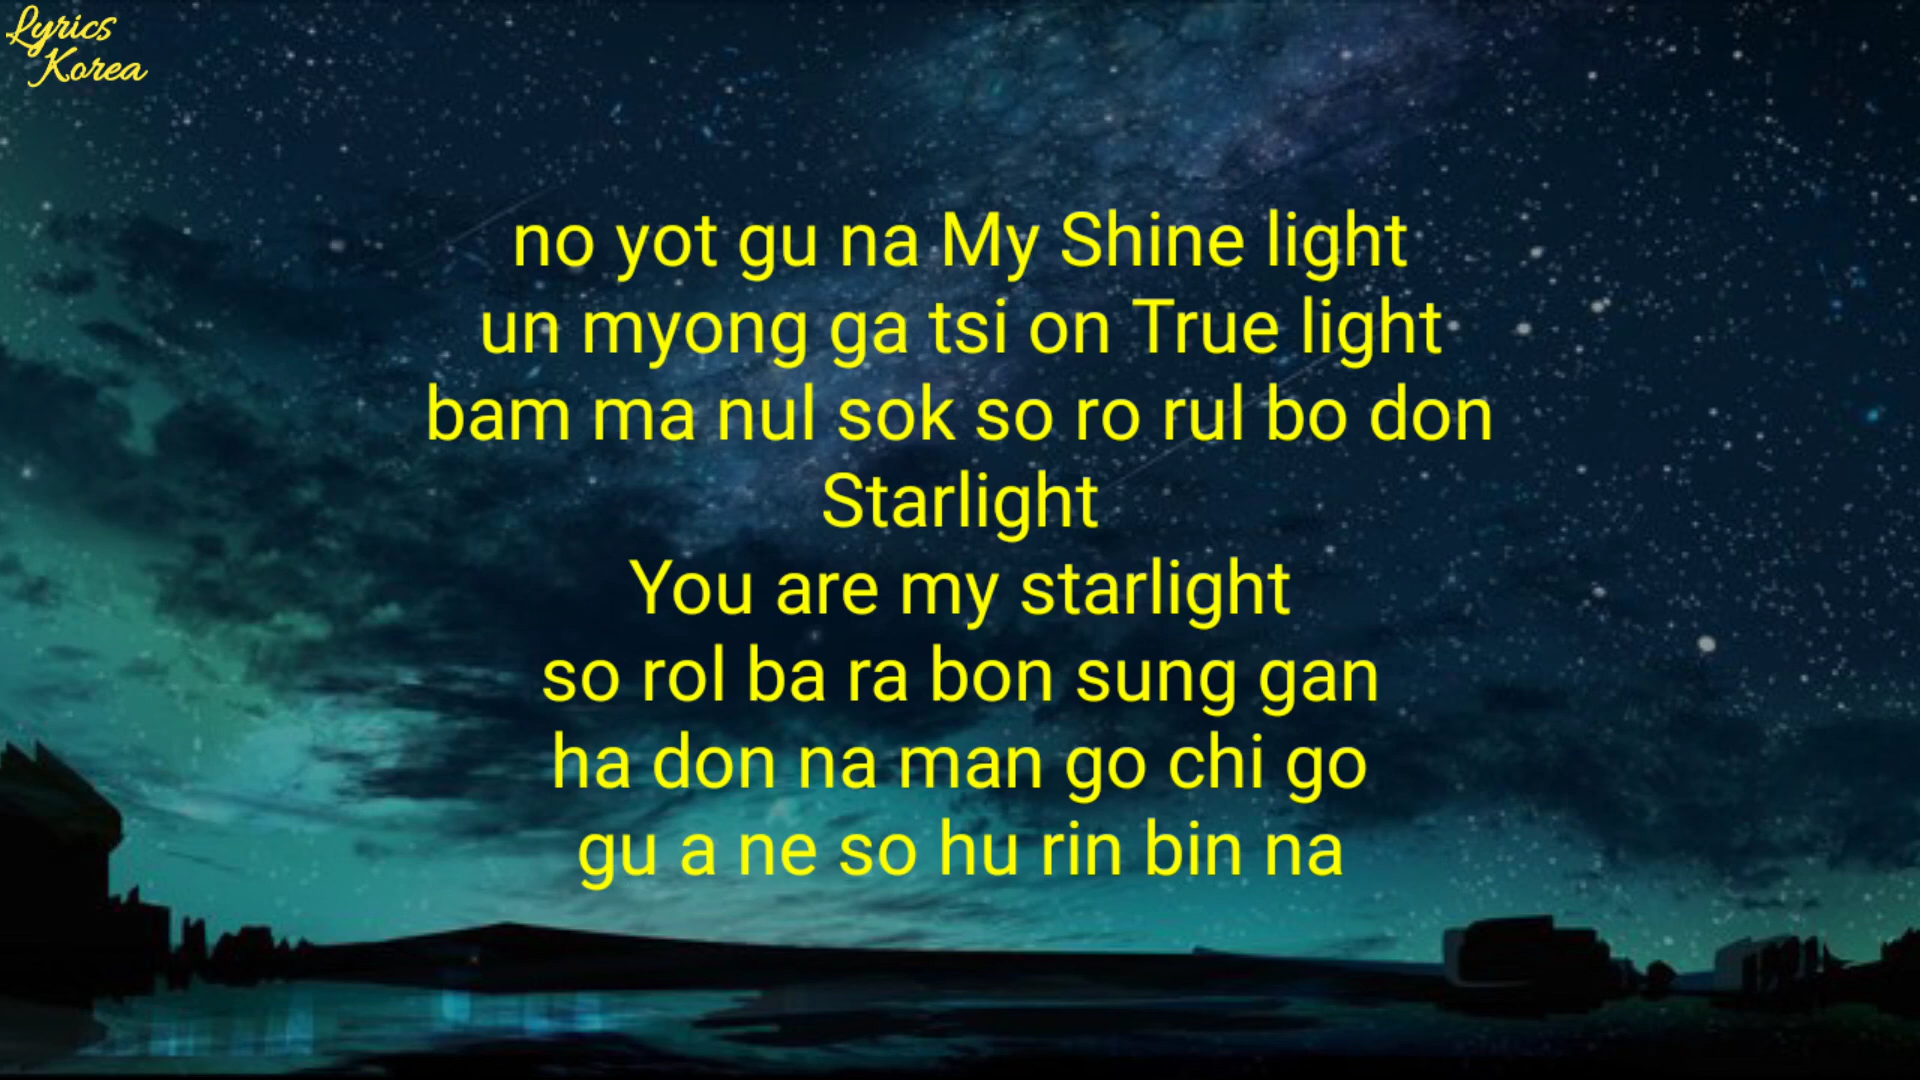 Lyrics
Korea
no yot gu na My Shine light
un myong ga tsi on True light
bam ma nul sok so ro rul bo don
Starlight
You are my starlight
so rol ba ra bon sung gan
ha don na man go chi go
gu a ne so hu rin bin na